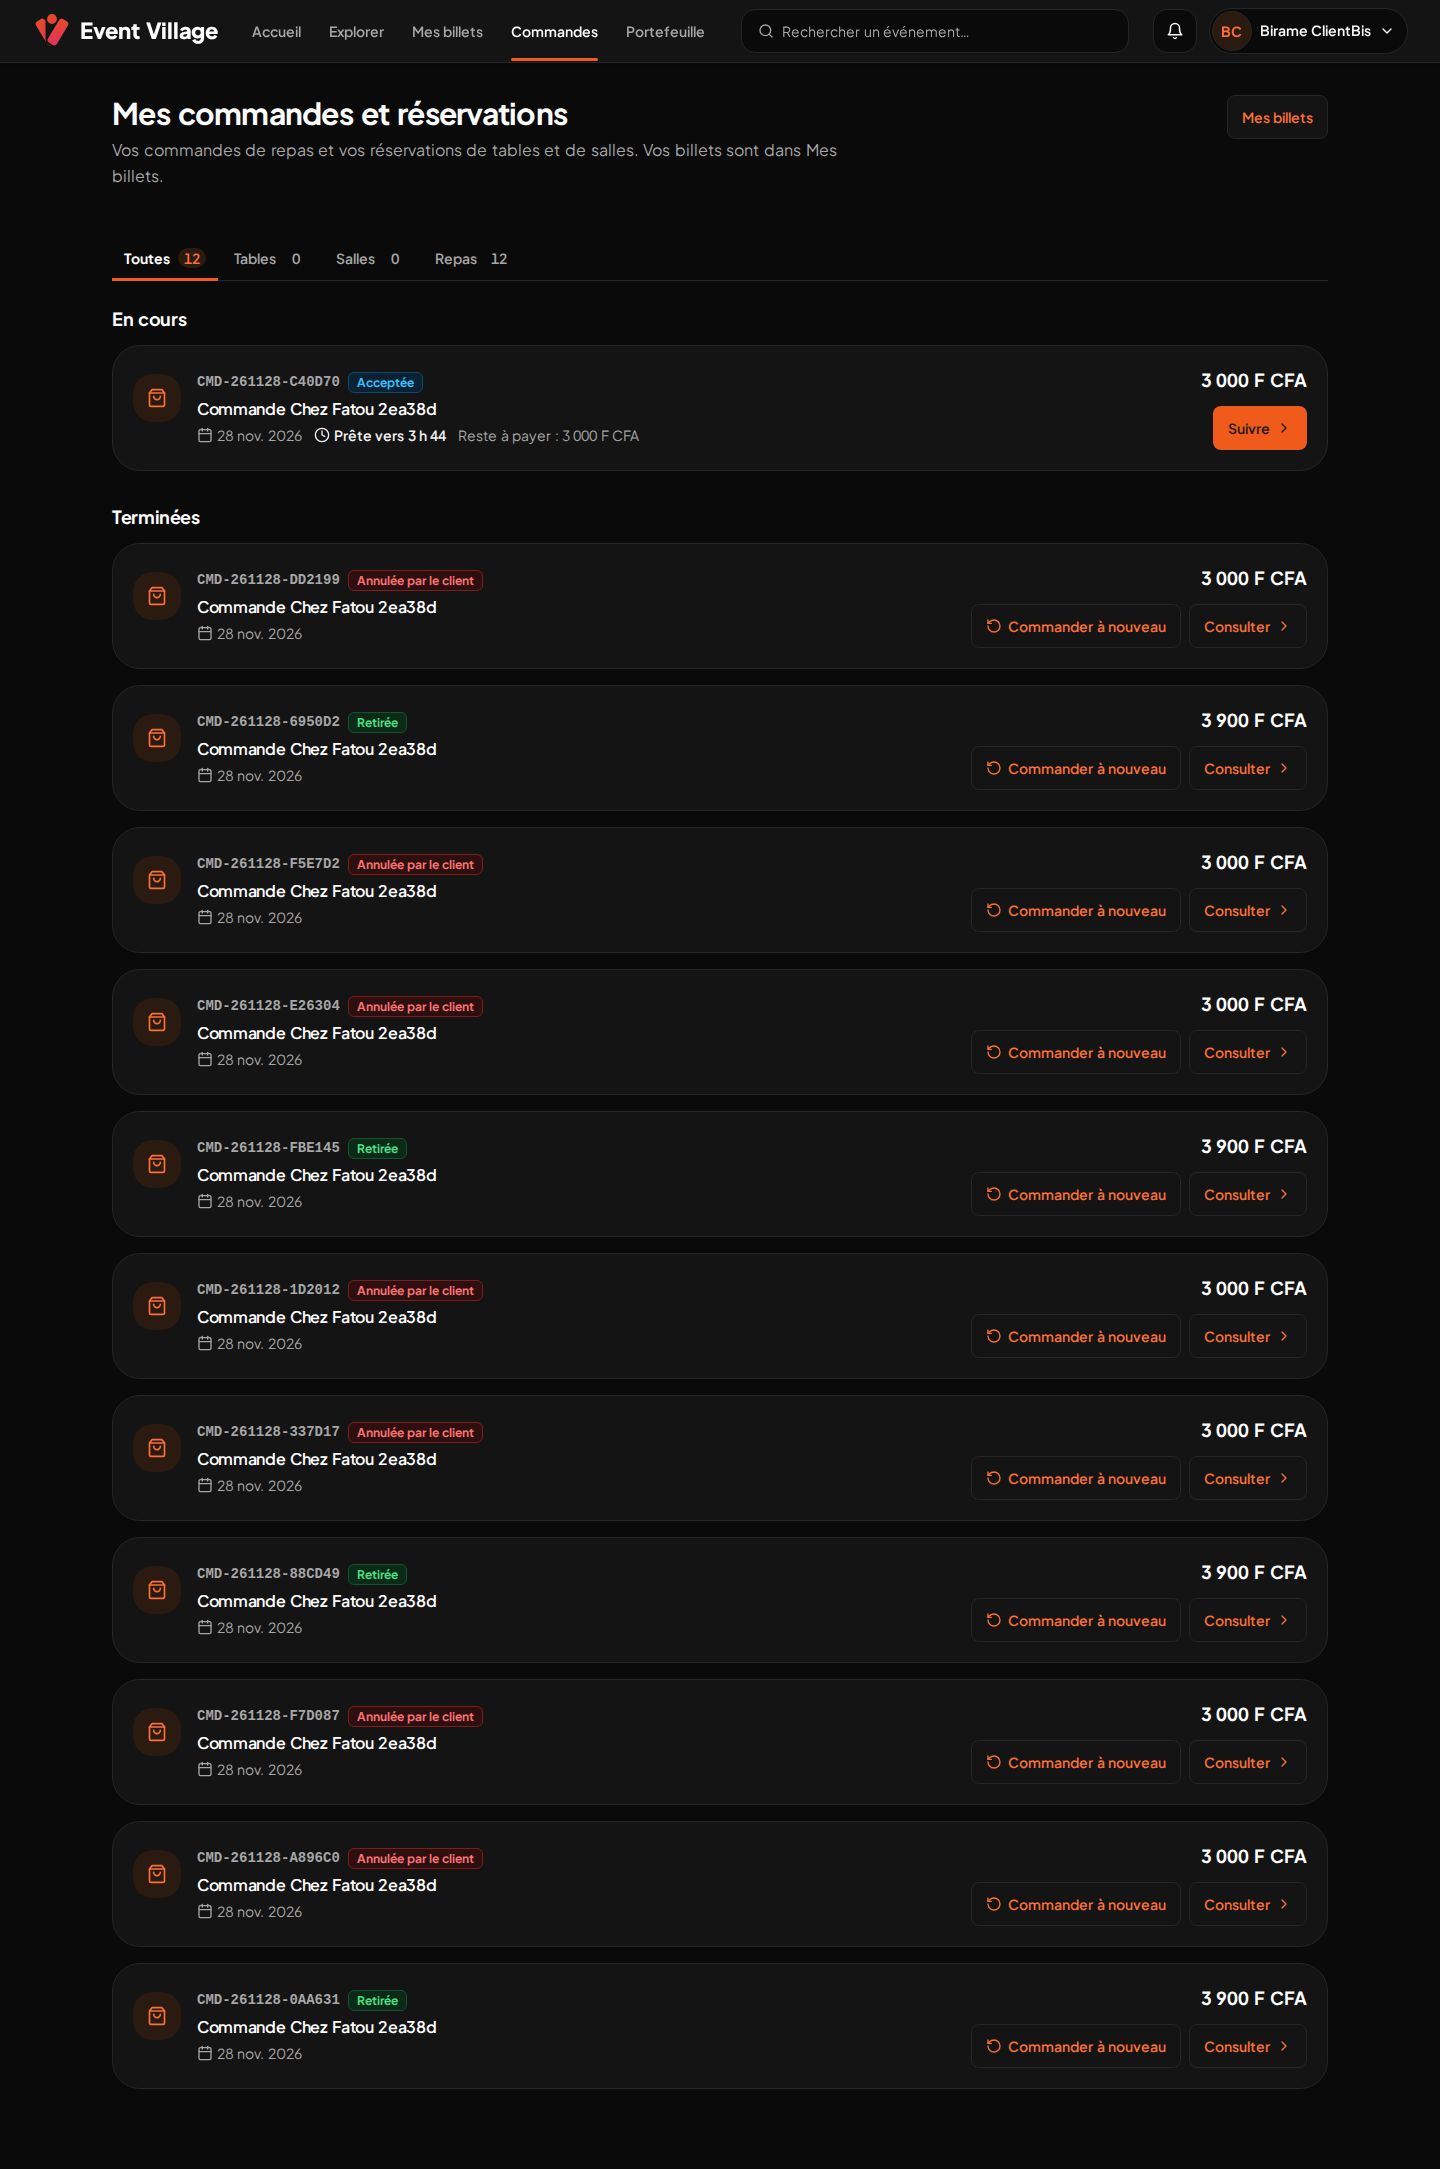 Event Village
Accueil
Explorer
Mes billets
Commandes
Portefeuille
Rechercher un événement...
BC
Birame ClientBis
Mes commandes et réservations
Mes billets
Vos commandes de repas et vos réservations de tables et de salles. Vos billets sont dans Mes
billets.
Toutes 12
Tables 0
Salles 0
Repas 12
En cours
CMD-261128-C40D70 Acceptée
3 000 F CFA
Commande Chez Fatou 2ea38d
28 nov. 2026 Prête vers 3 h 44 Reste à payer : 3 000 F CFA
Suivre
Terminées
CMD-261128-DD2199 Annulée par le client
3 000 F CFA
Commande Chez Fatou 2ea38d
28 nov. 2026
Commander à nouveau
Consulter
CMD-261128-6950D2 Retirée
3 900 F CFA
Commande Chez Fatou 2ea38d
28 nov. 2026
Commander à nouveau
Consulter
CMD-261128-F5E7D2 Annulée par le client
3 000 F CFA
Commande Chez Fatou 2ea38d
28 nov. 2026
Commander à nouveau
Consulter
CMD-261128-E26304 Annulée par le client
3 000 F CFA
Commande Chez Fatou 2ea38d
28 nov. 2026
Commander à nouveau
Consulter
CMD-261128-FBE145 Retirée
3 900 F CFA
Commande Chez Fatou 2ea38d
28 nov. 2026
Commander à nouveau
Consulter
CMD-261128-1D2012 Annulée par le client
3 000 F CFA
Commande Chez Fatou 2ea38d
28 nov. 2026
Commander à nouveau
Consulter
CMD-261128-337D17 Annulée par le client
3 000 F CFA
Commande Chez Fatou 2ea38d
28 nov. 2026
Commander à nouveau
Consulter
CMD-261128-88CD49 Retirée
3 900 F CFA
Commande Chez Fatou 2ea38d
28 nov. 2026
Commander à nouveau
Consulter
CMD-261128-F7D087 Annulée par le client
3 000 F CFA
Commande Chez Fatou 2ea38d
28 nov. 2026
Commander à nouveau
Consulter
CMD-261128-A896C0 Annulée par le client
3 000 F CFA
Commande Chez Fatou 2ea38d
28 nov. 2026
Commander à nouveau
Consulter
CMD-261128-0AA631 Retirée
3 900 F CFA
Commande Chez Fatou 2ea38d
28 nov. 2026
Commander à nouveau
Consulter